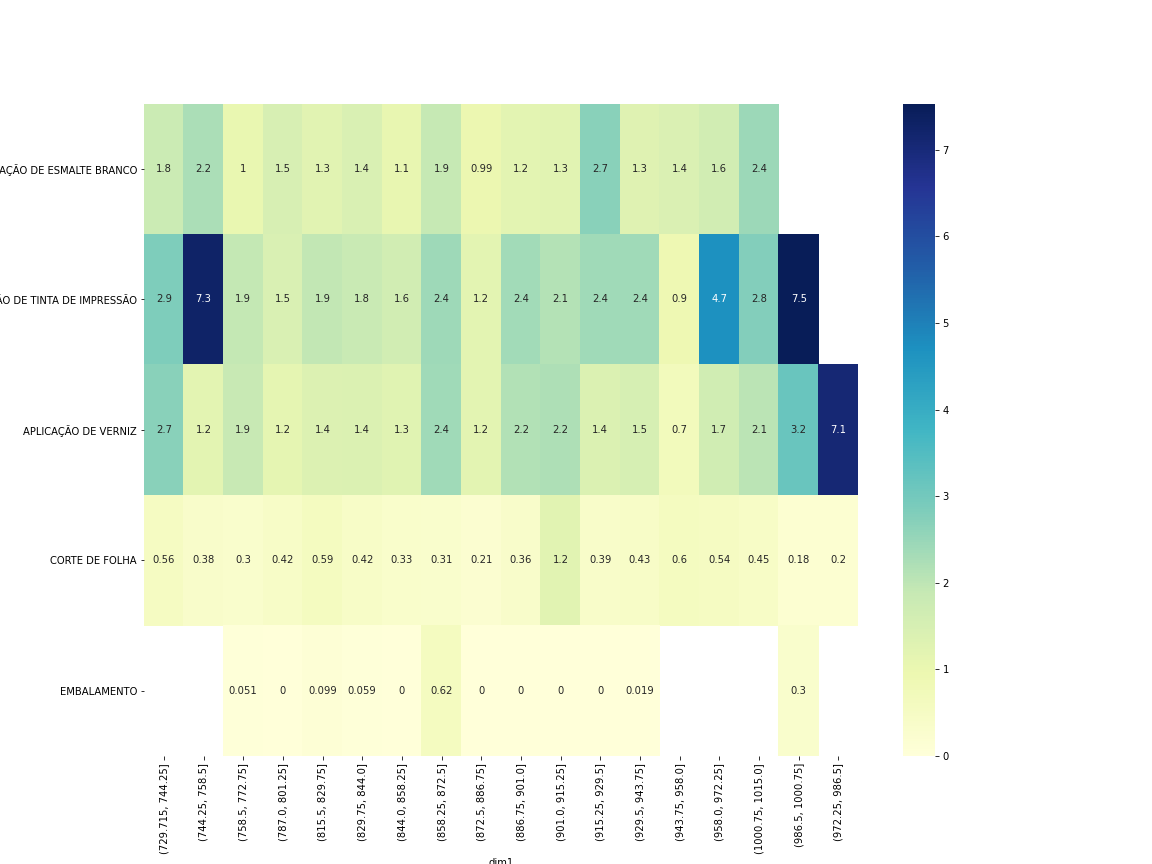 AÇÃO DE ESMALTE BRANCO
1.8 2.2 1 1.5 1.3 1.4 1.1 1.9 0.99 1.2 1.3 2.7 1.3 1.4 1.6 2.4
ÃO DE TINTA DE IMPRESSÃO
2.9 7.3 1.9 1.5 1.9 1.8 1.6 2.4 1.2 2.4 2.1 2.4 2.4 0.9 4.7 2.8 7.5
APLICAÇÃO DE VERNIZ
2.7 1.2 1.9 1.2 1.4 1.4 1.3 2.4 1.2 2.2 2.2 1.4 1.5 0.7 1.7 2.1 3.2 7.1
CORTE DE FOLHA
0.56 0.38 0.3 0.42 0.59 0.42 0.33 0.31 0.21 0.36 1.2 0.39 0.43 0.6 0.54 0.45 0.18 0.2
EMBALAMENTO
0.051 0 0.099 0.059 0 0.62 0 0 0 0 0.019 0.3
(729.715, 744.25]
(744.25, 758.5]
(758.5, 772.75]
(787.0, 801.25]
(815.5, 829.75]
(829.75, 844.0]
(844.0, 858.25]
(858.25, 872.5]
(872.5, 886.75]
(886.75, 901.0]
(901.0, 915.25]
(915.25, 929.5]
(929.5, 943.75]
(943.75, 958.0]
(958.0, 972.25]
(1000.75, 1015.0]
(986.5, 1000.75]
(972.25, 986.5]
dim1
7
6
5
4
3
2
1
0